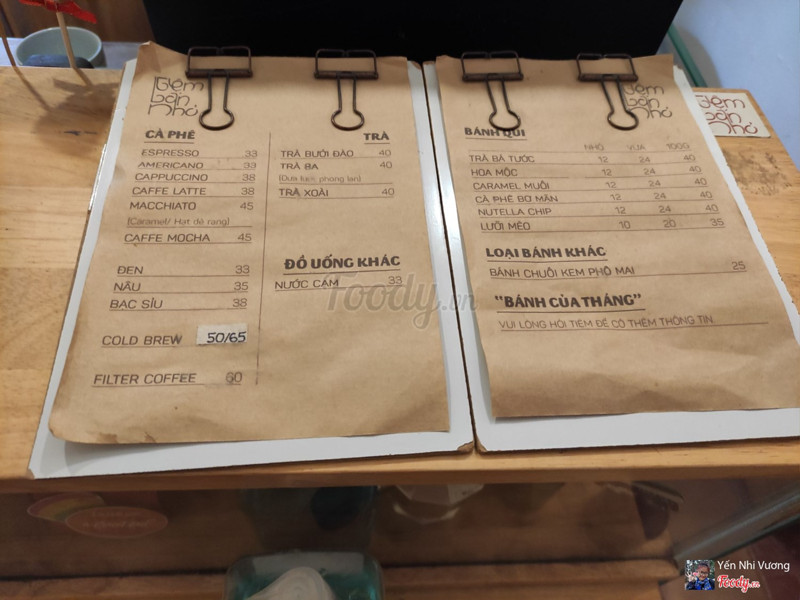 Tiệm
bán
nhỏ
CÀ PHÊ
ESPRESSO 33
AMERICANO 33
CAPPUCCINO 38
CAFFE LATTE 38
MACCHIATO 45
(Caramel/ Hạt dẻ rang)
CAFFE MOCHA 45
ĐEN 33
NÂU 35
BẠC SỈU 38
COLD BREW 50/65
FILTER COFFEE 60
TRÀ
TRÀ BƯỞI ĐÀO 40
TRÀ BA 40
(Dưa lưới, phong lan)
TRÀ XOÀI 40
ĐỒ UỐNG KHÁC
NƯỚC CAM 33
BÁNH QUI
NHỎ VỪA 100G
TRÀ BÁ TƯỚC 12 24 40
HOA MỘC 12 24 40
CARAMEL MUỐI 12 24 40
CÀ PHÊ BƠ MẶN 12 24 40
NUTELLA CHIP 12 24 40
LƯỠI MÈO 10 20 35
LOẠI BÁNH KHÁC
BÁNH CHUỐI KEM PHÔ MAI 25
"BÁNH CỦA THÁNG"
VUI LÒNG HỎI TIỆM ĐỂ CÓ THÊM THÔNG TIN
Foody.vn
Yến Nhi Vương
Foody.vn